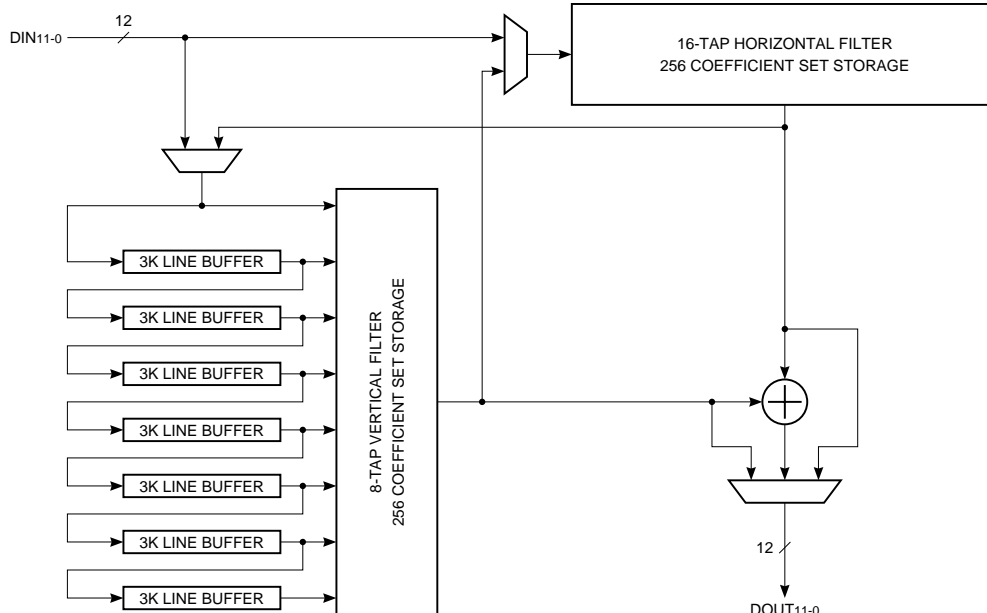 12
DIN11-0
16-TAP HORIZONTAL FILTER
256 COEFFICIENT SET STORAGE
3K LINE BUFFER
3K LINE BUFFER
3K LINE BUFFER
3K LINE BUFFER
3K LINE BUFFER
3K LINE BUFFER
3K LINE BUFFER
8-TAP VERTICAL FILTER
256 COEFFICIENT SET STORAGE
12
DOUT11-0